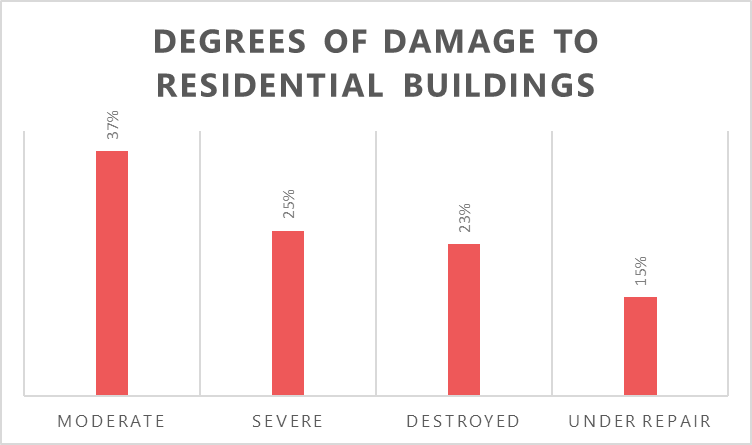 DEGREES OF DAMAGE TO
RESIDENTIAL BUILDINGS
37%
25%
23%
15%
MODERATE
SEVERE
DESTROYED
UNDER REPAIR